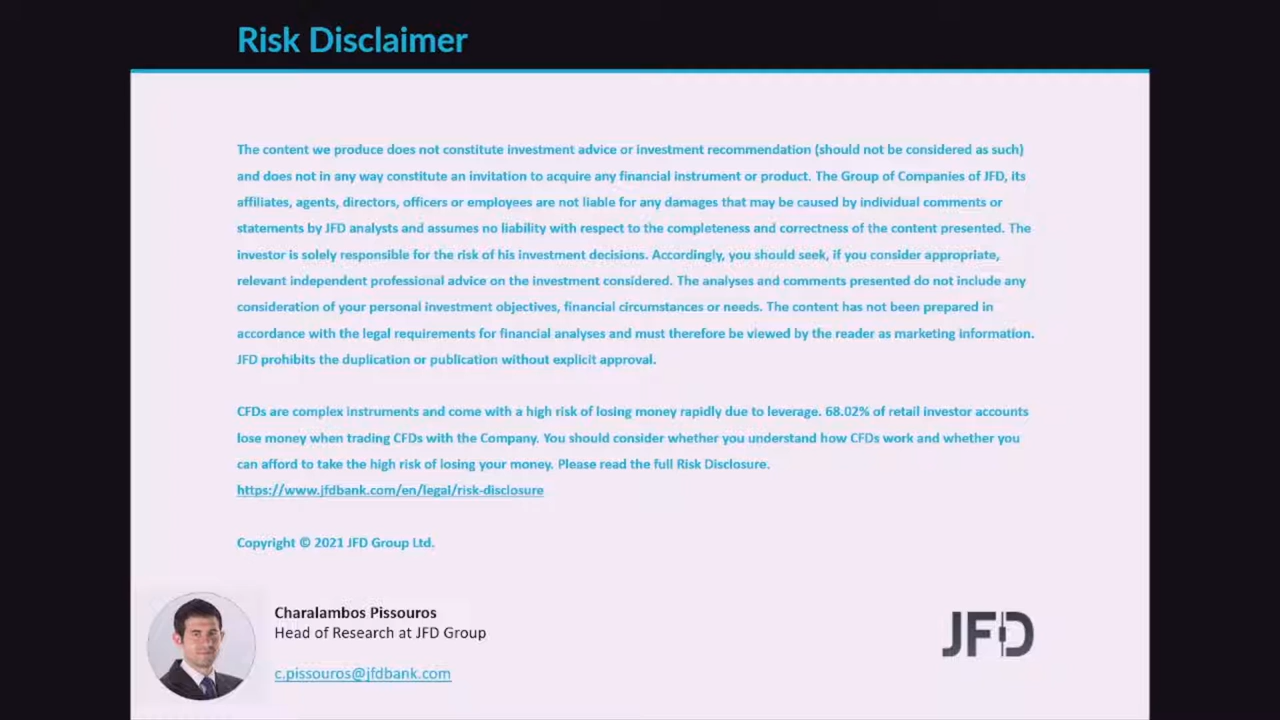 Risk Disclaimer
The content we produce does not constitute investment advice or investment recommendation (should not be considered as such)
and does not in any way constitute an invitation to acquire any financial instrument or product. The Group of Companies of JFD, its
affiliates, agents, directors, officers or employees are not liable for any damages that may be caused by individual comments or
statements by JFD analysts and assumes no liability with respect to the completeness and correctness of the content presented. The
investor is solely responsible for the risk of his investment decisions. Accordingly, you should seek, if you consider appropriate,
relevant independent professional advice on the investment considered. The analyses and comments presented do not include any
consideration of your personal investment objectives, financial circumstances or needs. The content has not been prepared in
accordance with the legal requirements for financial analyses and must therefore be viewed by the reader as marketing information.
JFD prohibits the duplication or publication without explicit approval.
CFDs are complex instruments and come with a high risk of losing money rapidly due to leverage. 68.02% of retail investor accounts
lose money when trading CFDs with the Company. You should consider whether you understand how CFDs work and whether you
can afford to take the high risk of losing your money. Please read the full Risk Disclosure.
https://www.jfdbank.com/en/legal/risk-disclosure
Copyright © 2021 JFD Group Ltd.
Charalambos Pissouros
Head of Research at JFD Group
c.pissouros@jfdbank.com
JFD